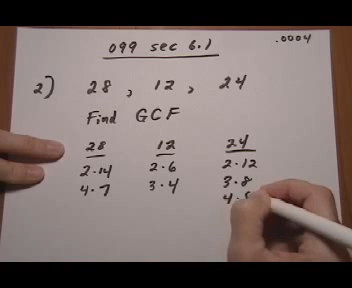 .0004
099 sec 6.1
2) 28, 12, 24
Find GCF
28 12 24
2·14 2·6 2·12
4·7 3·4 3·8
4·